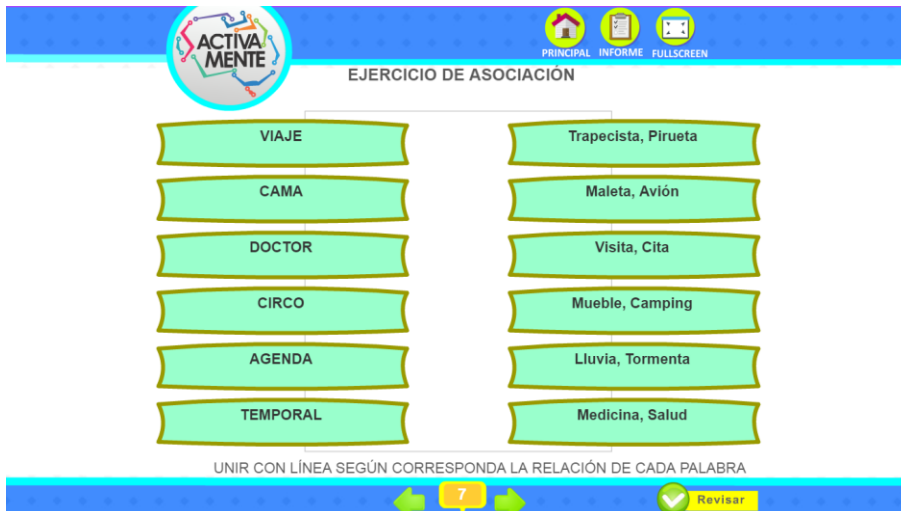 ACTIVA
MENTE
PRINCIPAL INFORME FULLSCREEN
EJERCICIO DE ASOCIACIÓN
VIAJE
Trapecista, Pirueta
CAMA
Maleta, Avión
DOCTOR
Visita, Cita
CIRCO
Mueble, Camping
AGENDA
Lluvia, Tormenta
TEMPORAL
Medicina, Salud
UNIR CON LÍNEA SEGÚN CORRESPONDA LA RELACIÓN DE CADA PALABRA
7
Revisar